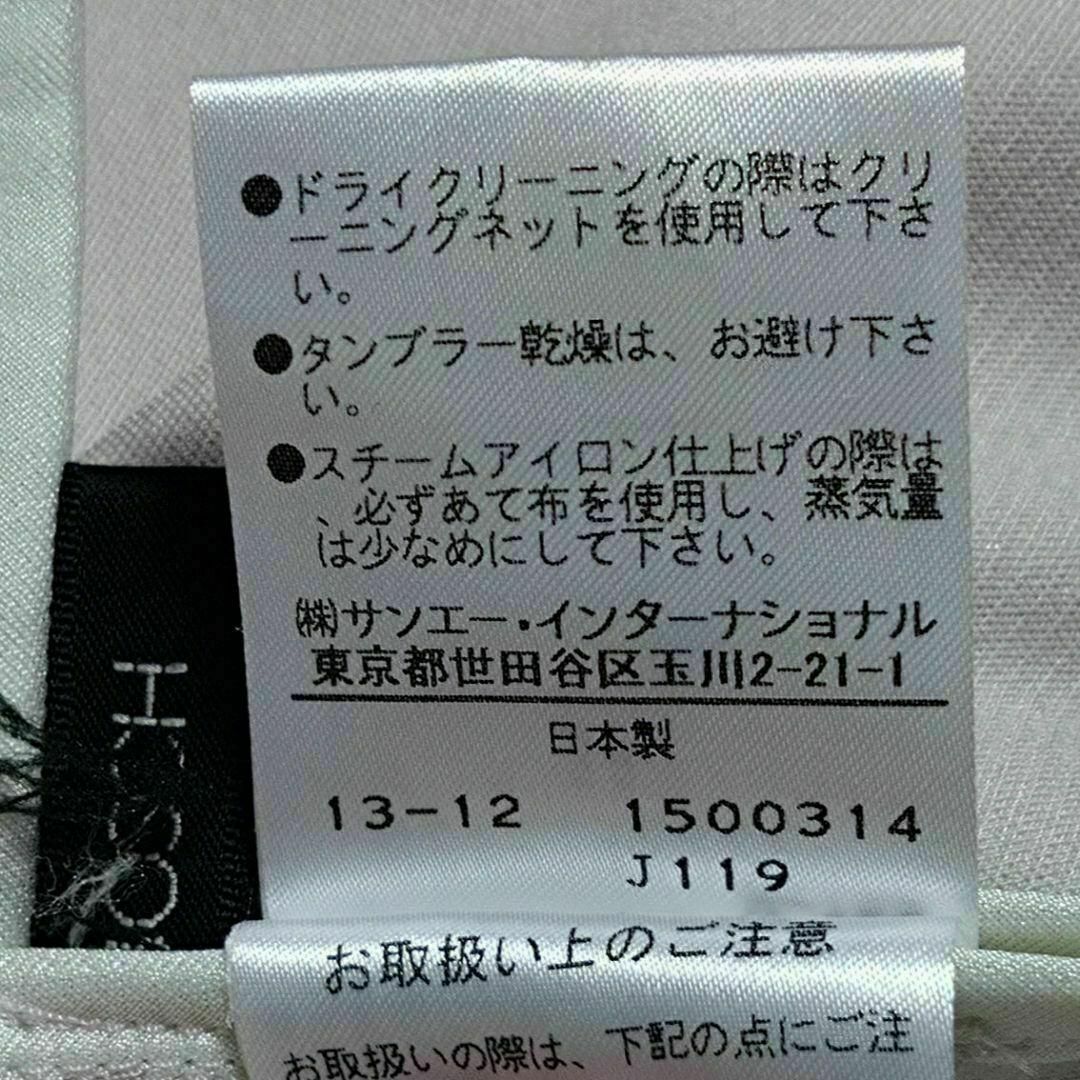 ●ドライクリーニングの際はクリ
ーニングネットを使用して下さ
い。
●タンブラー乾燥は、お避け下さ
い。
●スチームアイロン仕上げの際は
、必ずあて布を使用し、蒸気量
は少なめにして下さい。
㈱サンエー・インターナショナル
東京都世田谷区玉川2-21-1
日本製
13-12 1500314
J119
お取扱い上のご注意
お取扱いの際は、下記の点にご注